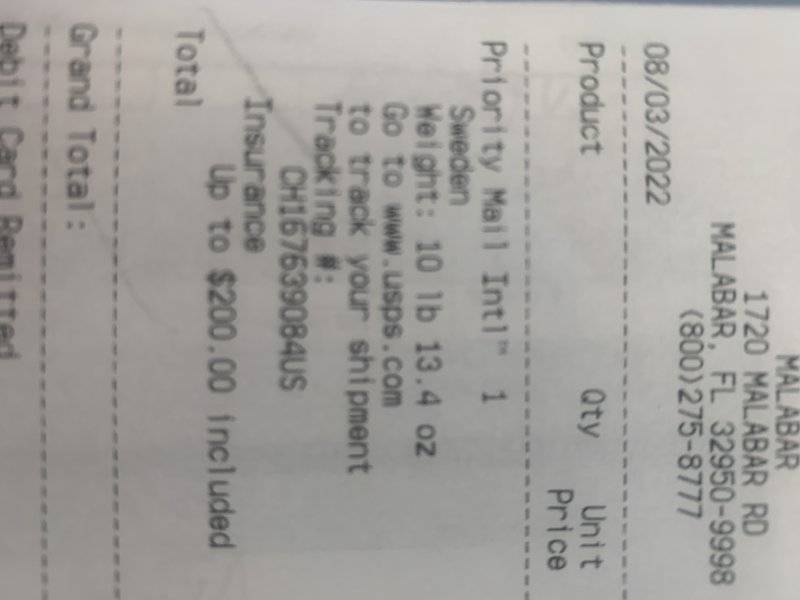 MALABAR
1720 MALABAR RD
MALABAR, FL 32950-9998
(800)275-8777
08/03/2022
Product Qty Unit
Price
Priority Mail Intl™ 1
Sweden
Weight: 10 lb 13.4 oz
Go to www.usps.com
to track your shipment
Tracking #:
CH167639084US
Insurance
Up to $200.00 included
Total
Grand Total:
Debit Card Remitted